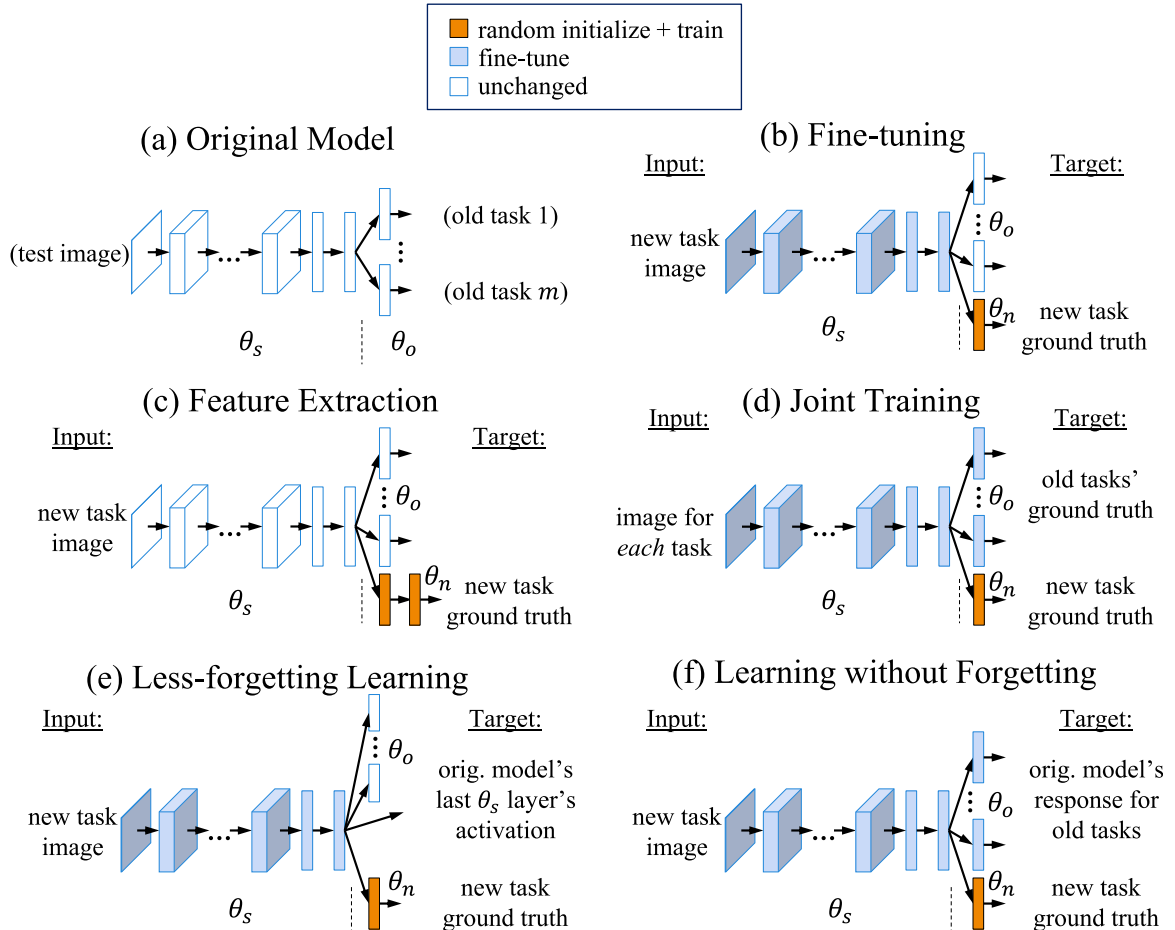 random initialize + train
fine-tune
unchanged
(a) Original Model
(test image)
...
(old task 1)
⋮
(old task m)
θs
θo
(b) Fine-tuning
Input:
Target:
new task
image
...
⋮ θo
θn
new task
ground truth
θs
(c) Feature Extraction
Input:
Target:
new task
image
...
⋮ θo
θn
new task
ground truth
θs
(d) Joint Training
Input:
Target:
image for
each task
...
⋮ θo
old tasks’
ground truth
θn
new task
ground truth
θs
(e) Less-forgetting Learning
Input:
Target:
new task
image
...
⋮ θo
orig. model’s
last θs layer’s
activation
θn
new task
ground truth
θs
(f) Learning without Forgetting
Input:
Target:
new task
image
...
⋮ θo
orig. model’s
response for
old tasks
θn
new task
ground truth
θs